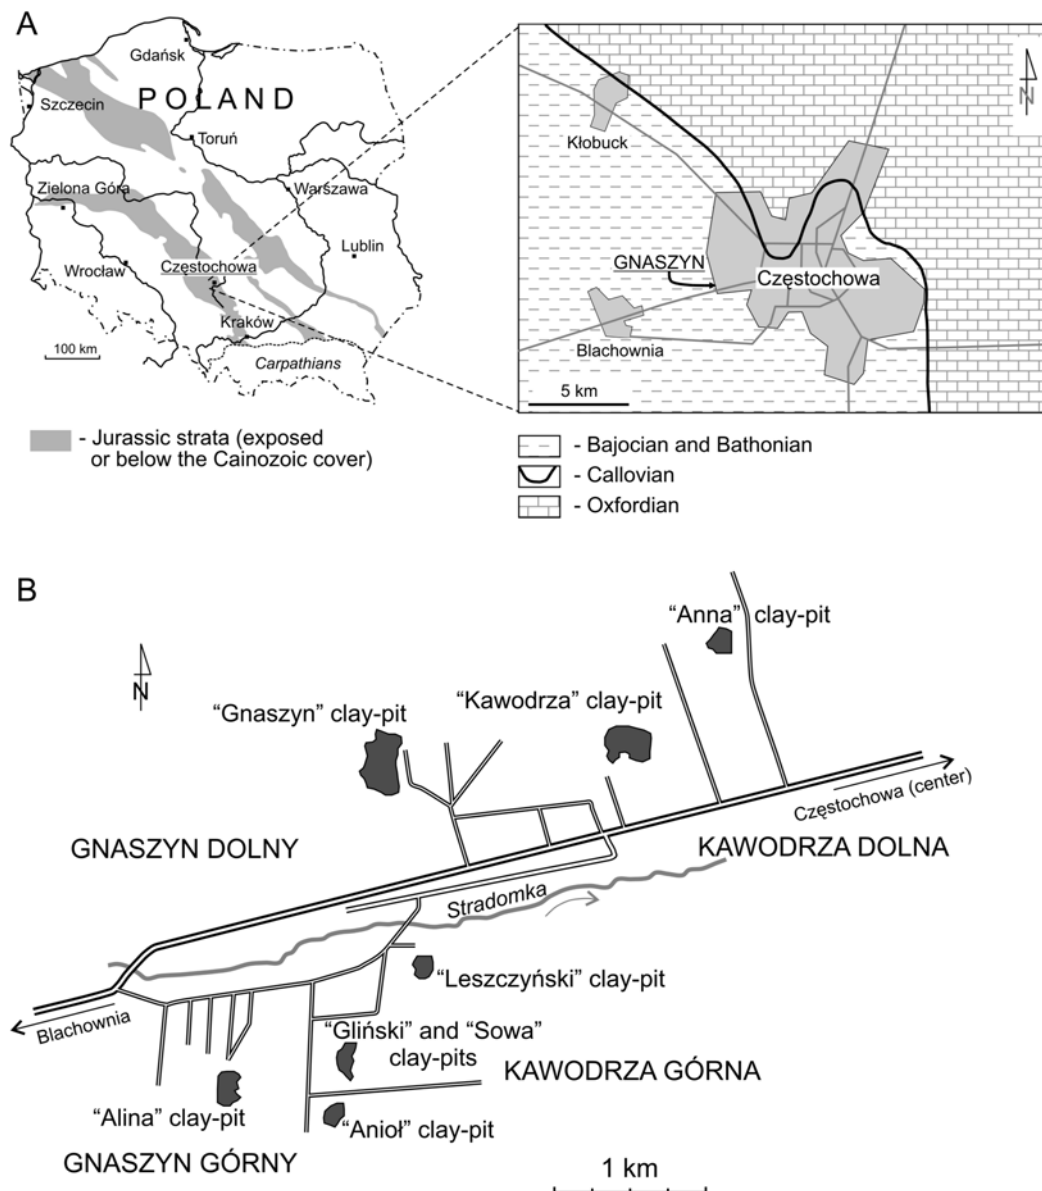 A
Gdańsk
POLAND
Szczecin
Toruń
Zielona Góra
Warszawa
Lublin
Wrocław
Częstochowa
Kraków
100 km
Carpathians
- Jurassic strata (exposed
or below the Cainozoic cover)
N
Kłobuck
GNASZYN
Częstochowa
Blachownia
5 km
- Bajocian and Bathonian
- Callovian
- Oxfordian
B
N
"Anna" clay-pit
"Gnaszyn" clay-pit
"Kawodrza" clay-pit
Częstochowa (center)
GNASZYN DOLNY
KAWODRZA DOLNA
Stradomka
"Leszczyński" clay-pit
Blachownia
"Gliński" and "Sowa"
clay-pits
KAWODRZA GÓRNA
"Alina" clay-pit
"Anioł" clay-pit
GNASZYN GÓRNY
1 km